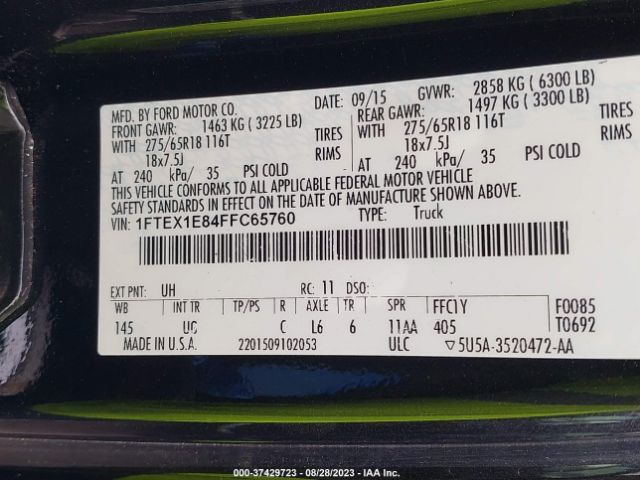 MFD. BY FORD MOTOR CO. DATE: 09/15 GVWR: 2858 KG ( 6300 LB)
FRONT GAWR: 1463 KG ( 3225 LB) REAR GAWR: 1497 KG ( 3300 LB)
WITH 275/65R18 116T TIRES WITH 275/65R18 116T TIRES
18x7.5J RIMS 18x7.5J RIMS
AT 240 kPa/ 35 PSI COLD AT 240 kPa/ 35 PSI COLD
THIS VEHICLE CONFORMS TO ALL APPLICABLE FEDERAL MOTOR VEHICLE
SAFETY STANDARDS IN EFFECT ON THE DATE OF MANUFACTURE SHOWN ABOVE.
VIN: 1FTEX1E84FFC65760 TYPE: Truck
EXT PNT: UH RC: 11 DSO:
WB INT TR TP/PS R AXLE TR SPR FFC1Y F0085
145 UG C L6 6 11AA 405 T0692
MADE IN U.S.A. 2201509102053 ULC ▽5U5A-3520472-AA
000-37429723 - 08/28/2023 - IAA Inc.